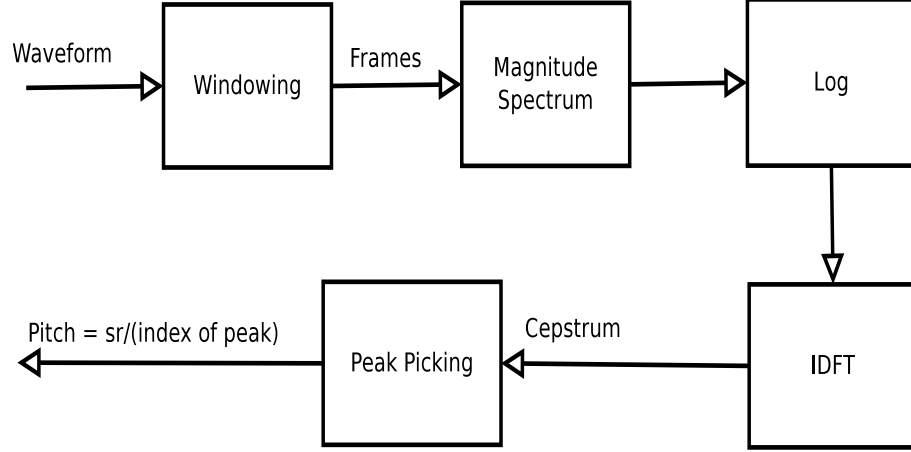 Waveform
Windowing
Frames
Magnitude
Spectrum
Log
IDFT
Cepstrum
Peak Picking
Pitch = sr/(index of peak)